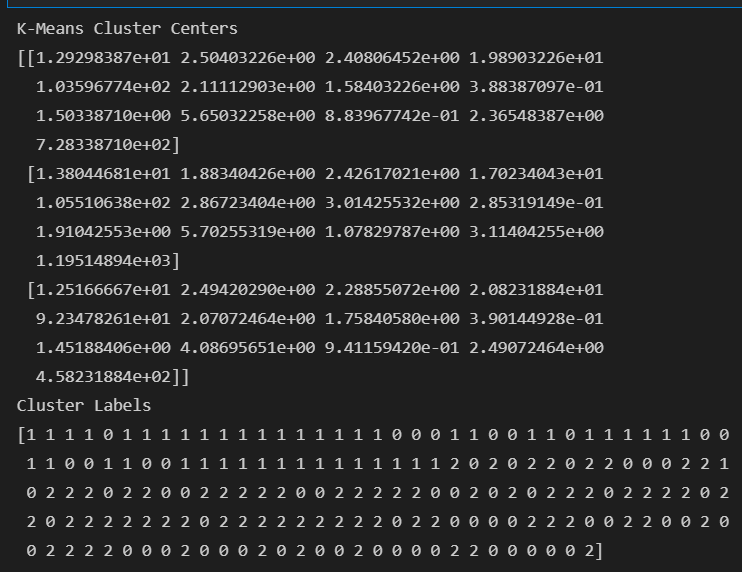 K-Means Cluster Centers
[[1.29298387e+01 2.50403226e+00 2.40806452e+00 1.98903226e+01
1.03596774e+02 2.11112903e+00 1.58403226e+00 3.88387097e-01
1.50338710e+00 5.65032258e+00 8.83967742e-01 2.36548387e+00
7.28338710e+02]
[1.38044681e+01 1.88340426e+00 2.42617021e+00 1.70234043e+01
1.05510638e+02 2.86723404e+00 3.01425532e+00 2.85319149e-01
1.91042553e+00 5.70255319e+00 1.07829787e+00 3.11404255e+00
1.19514894e+03]
[1.25166667e+01 2.49420290e+00 2.28855072e+00 2.08231884e+01
9.23478261e+01 2.07072464e+00 1.75840580e+00 3.90144928e-01
1.45188406e+00 4.08695651e+00 9.41159420e-01 2.49072464e+00
4.58231884e+02]]
Cluster Labels
[1 1 1 1 0 1 1 1 1 1 1 1 1 1 1 1 1 1 1 0 0 0 1 1 0 0 1 1 0 1 1 1 1 1 1 0 0
1 1 0 0 1 1 0 0 1 1 1 1 1 1 1 1 1 1 1 1 1 1 2 0 2 0 2 2 0 2 2 0 0 0 2 2 1
0 2 2 2 0 2 2 0 0 2 2 2 2 2 0 0 2 2 2 2 2 0 0 2 0 2 0 2 2 2 0 2 2 2 2 0 2
2 0 2 2 2 2 2 2 2 0 2 2 2 2 2 2 2 2 2 0 2 2 0 0 0 0 2 2 2 0 0 2 2 0 0 2 0
0 2 2 2 2 0 0 0 2 0 0 0 2 0 2 0 0 2 0 0 0 0 2 2 0 0 0 0 0 2]